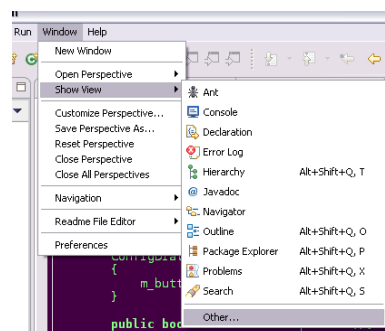 Run Window Help
New Window
Open Perspective
Show View
Customize Perspective...
Save Perspective As...
Reset Perspective
Close Perspective
Close All Perspectives
Navigation
Readme File Editor
Preferences
Ant
Console
Declaration
Error Log
Hierarchy Alt+Shift+Q, T
Javadoc
Navigator
Outline Alt+Shift+Q, O
Package Explorer Alt+Shift+Q, P
Problems Alt+Shift+Q, X
Search Alt+Shift+Q, S
Other...
{
m_butt
}
public boo